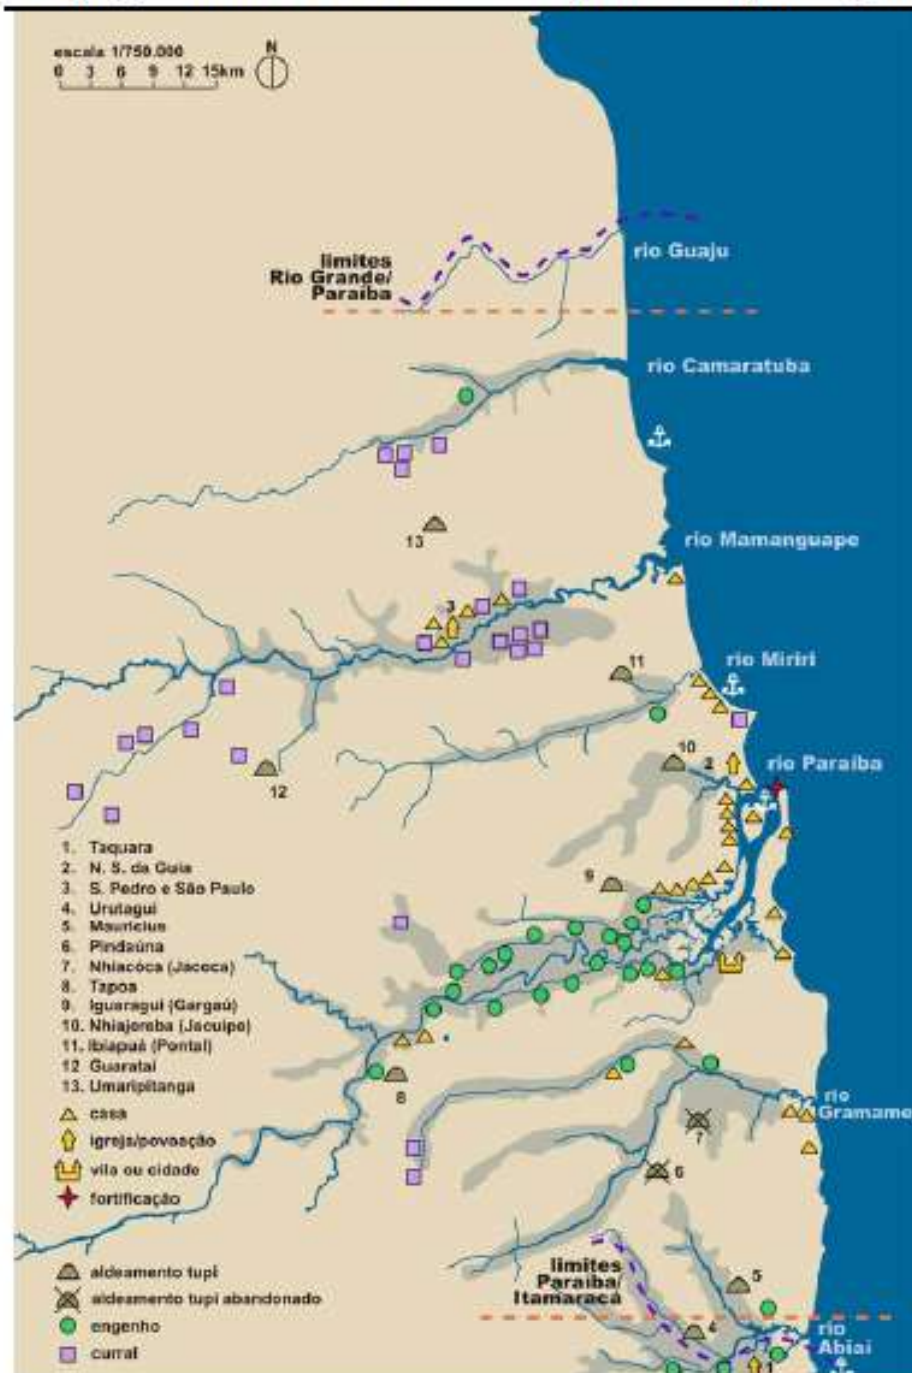 escala 1/750.000
N
0 3 6 9 12 15km
rio Guaju
limites
Rio Grande/
Paraíba
rio Camaratuba
13
rio Mamanguape
3
rio Miriri
11
10
2
rio Paraíba
12
9
1. Taquara
2. N. S. da Guia
3. S. Pedro e São Paulo
4. Urutagui
5. Mauricius
6. Pindaúna
7. Nhiacóca (Jacoca)
8. Tapoa
9. Iguaragui (Gargaú)
10. Nhiajereba (Jacuipe)
11. Ibiapuá (Pontal)
12 Guaratai
13. Umaripitanga
casa
igreja/povoação
vila ou cidade
fortificação
8
rio
Gramame
7
6
limites
Paraíba/
Itamaracá
5
4
rio
Abiai
1
aldeamento tupi
aldeamento tupi abandonado
engenho
curral